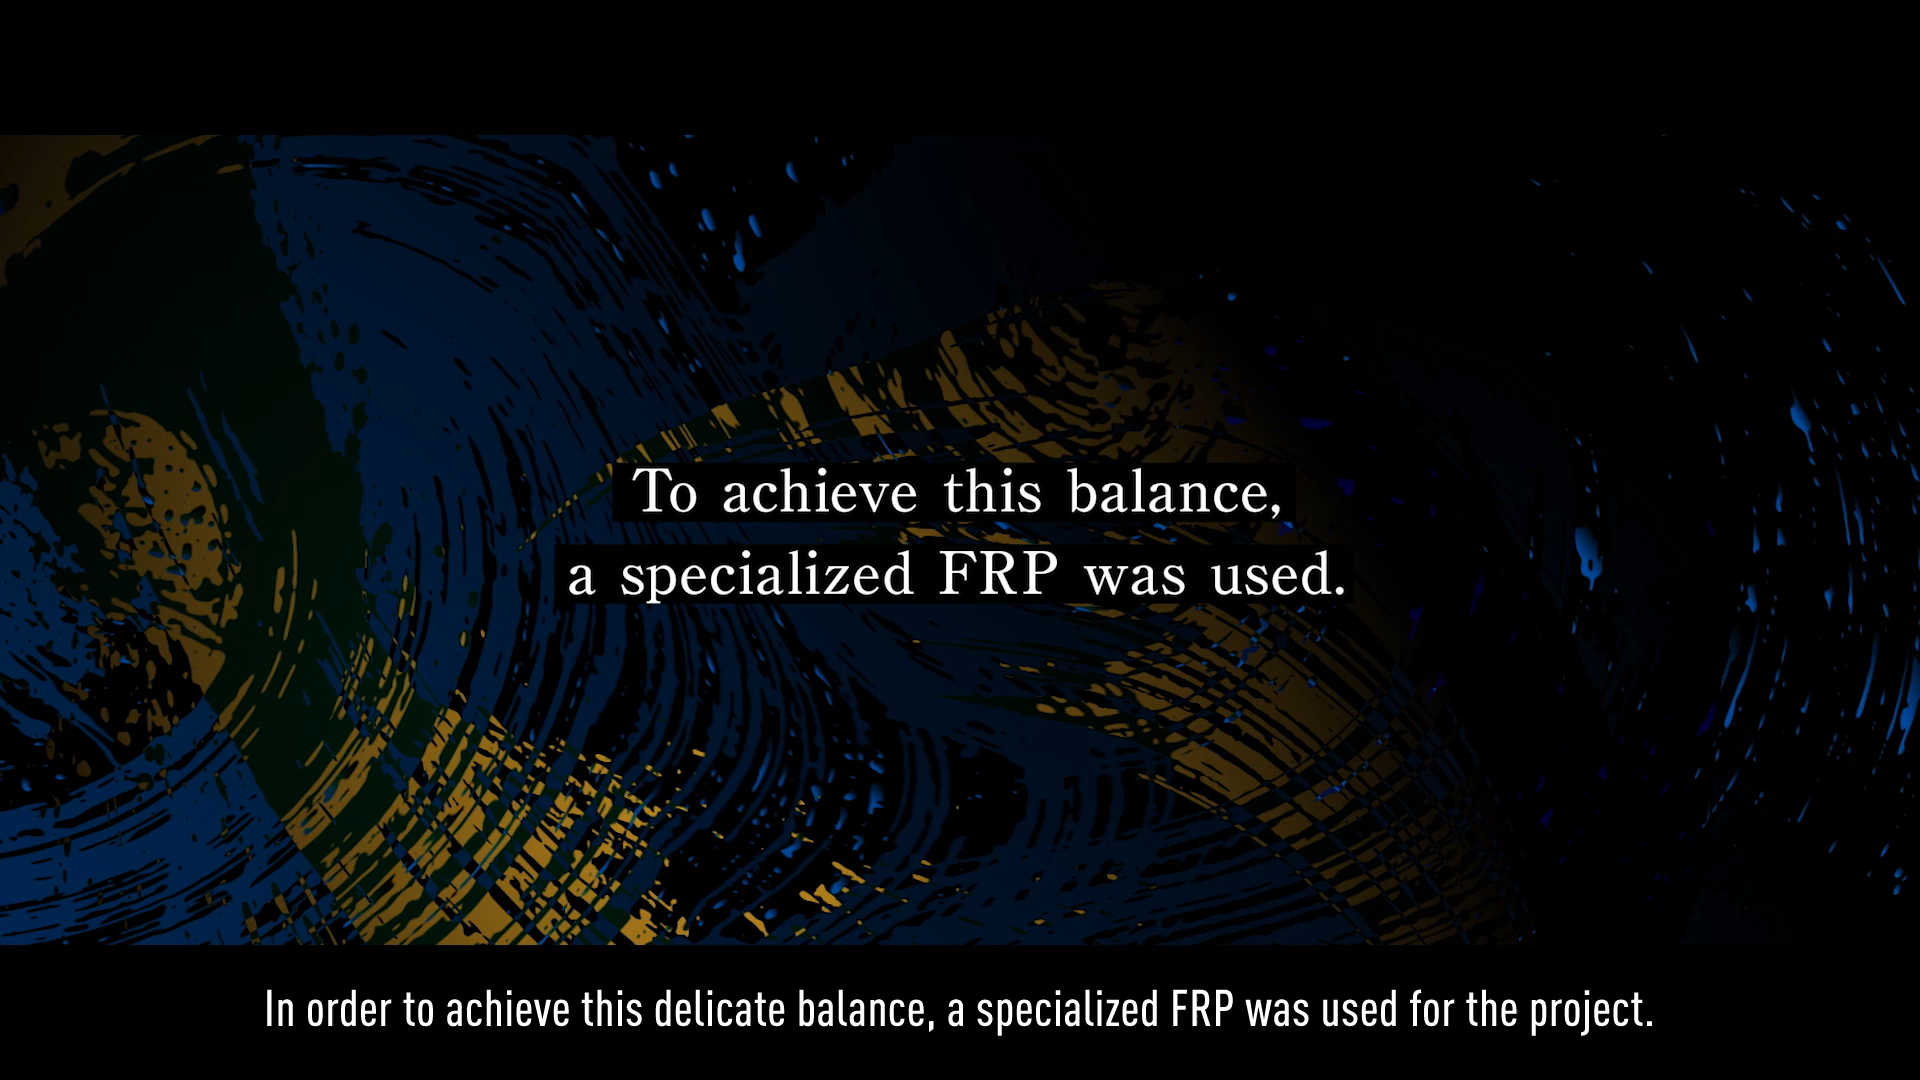 To achieve this balance,
a specialized FRP was used.
In order to achieve this delicate balance, a specialized FRP was used for the project.